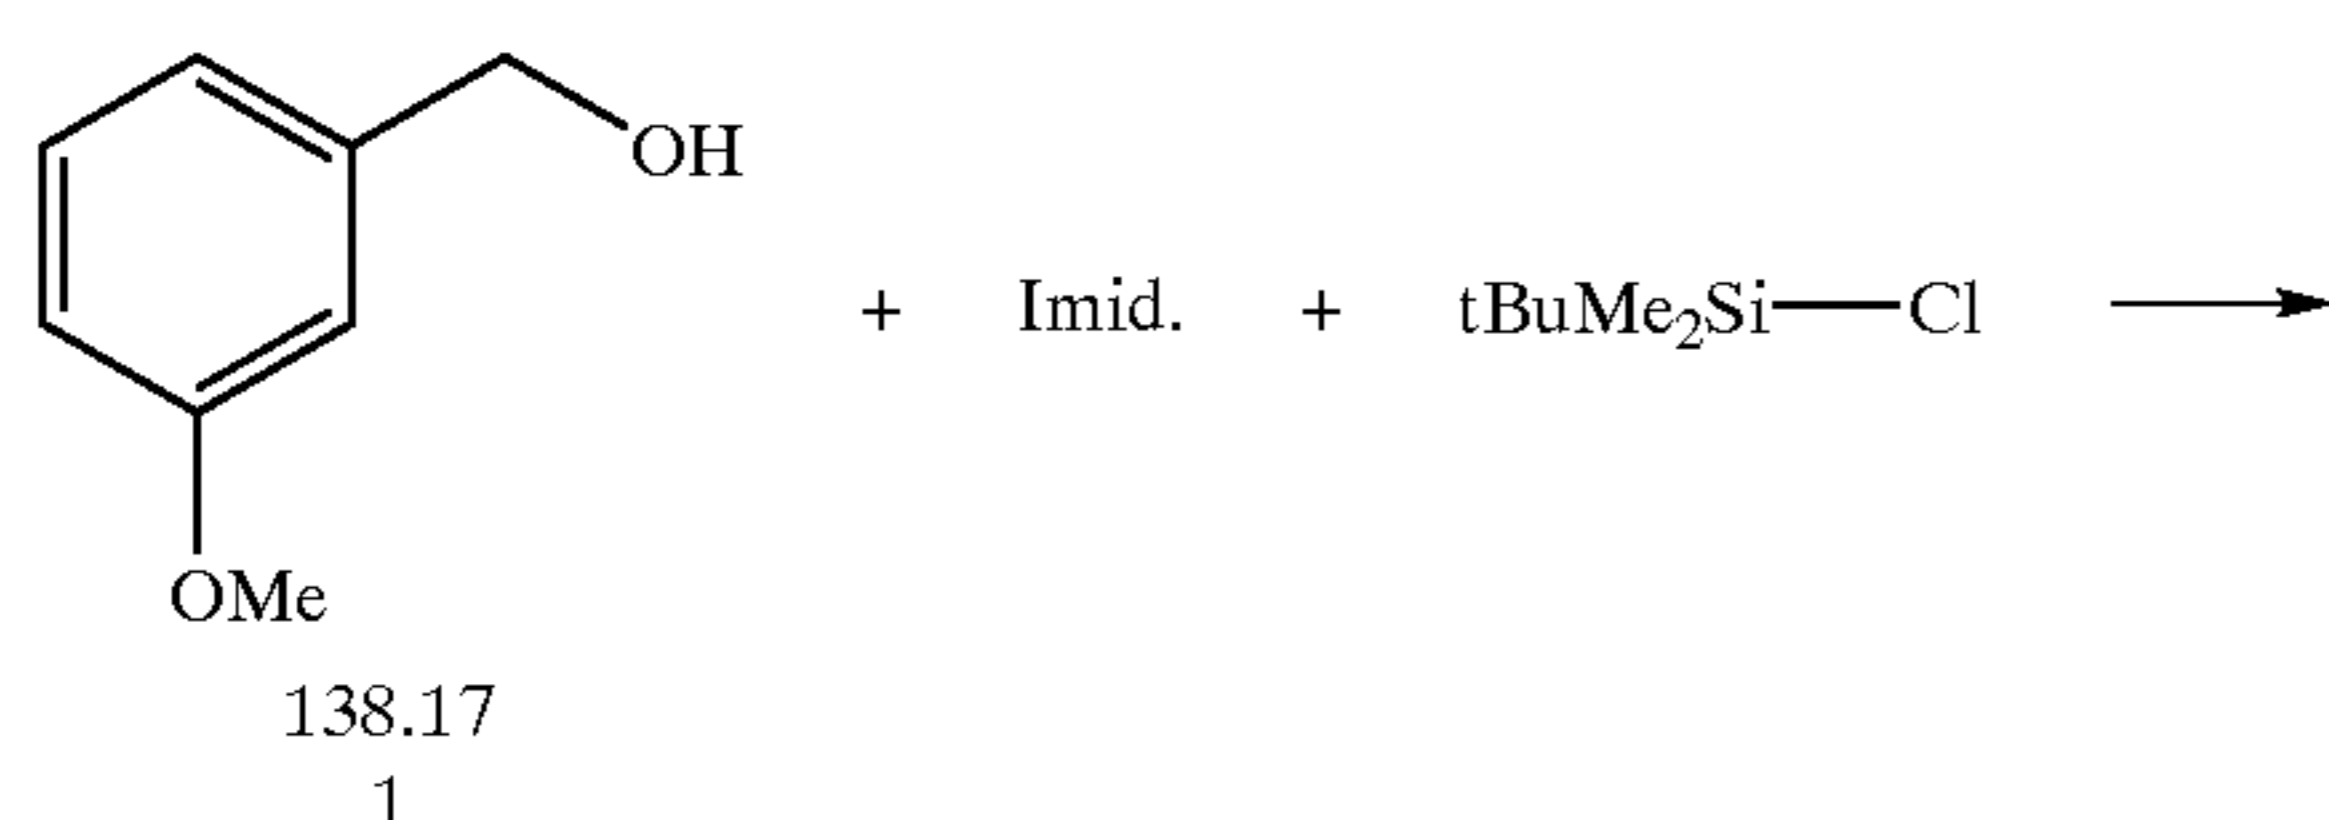 OH
+ Imid. + tBuMe₂Si—Cl
OMe
138.17
1